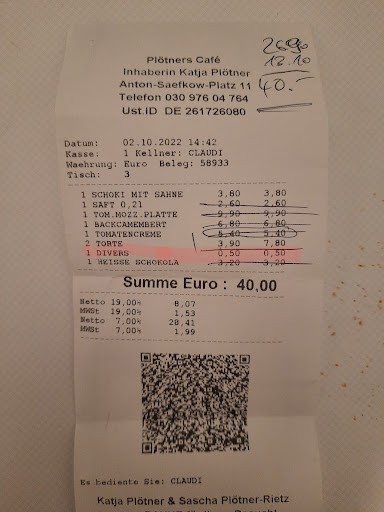 Plötners Café
Inhaberin Katja Plötner
Anton-Saefkow-Platz 11
Telefon 030 976 04 764
Ust.ID DE 261726080
12.10
40.-
Datum: 02.10.2022 14:42
Kasse: 1 Kellner: CLAUDI
Waehrung: Euro Beleg: 58933
Tisch: 3
1 SCHOKI MIT SAHNE 3,80 3,80
1 SAFT 0,2l 2,60 2,60
1 TOM.MOZZ.PLATTE 9,90 9,90
1 BACKCAMEMBERT 6,80 6,80
1 TOMATENCREME 5,40 5,40
2 TORTE 3,90 7,80
1 DIVERS 0,50 0,50
1 HEISSE SCHOKOLA 3,20 3,20
Summe Euro : 40,00
Netto 19,00% 8,07
MWSt 19,00% 1,53
Netto 7,00% 28,41
MWSt 7,00% 1,99
Es bediente Sie: CLAUDI
Katja Plötner & Sascha Plötner-Rietz